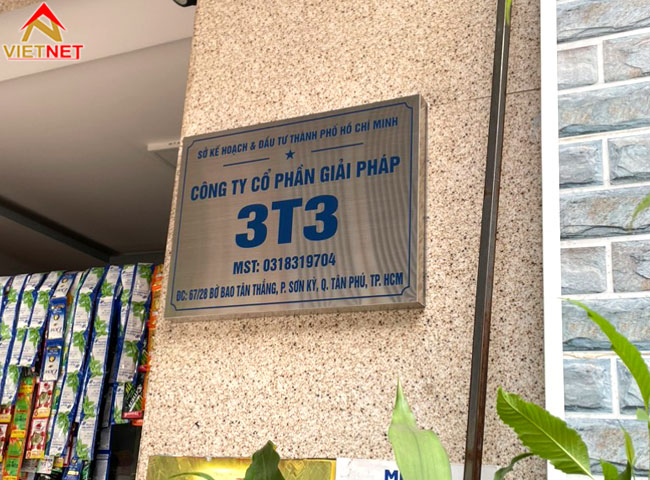 VIETNET
SỞ KẾ HOẠCH & ĐẦU TƯ THÀNH PHỐ HỒ CHÍ MINH
CÔNG TY CỔ PHẦN GIẢI PHÁP
3T3
MST: 0318319704
ĐC: 67/28 BỜ BAO TÂN THẮNG, P. SƠN KỲ, Q. TÂN PHÚ, TP. HCM